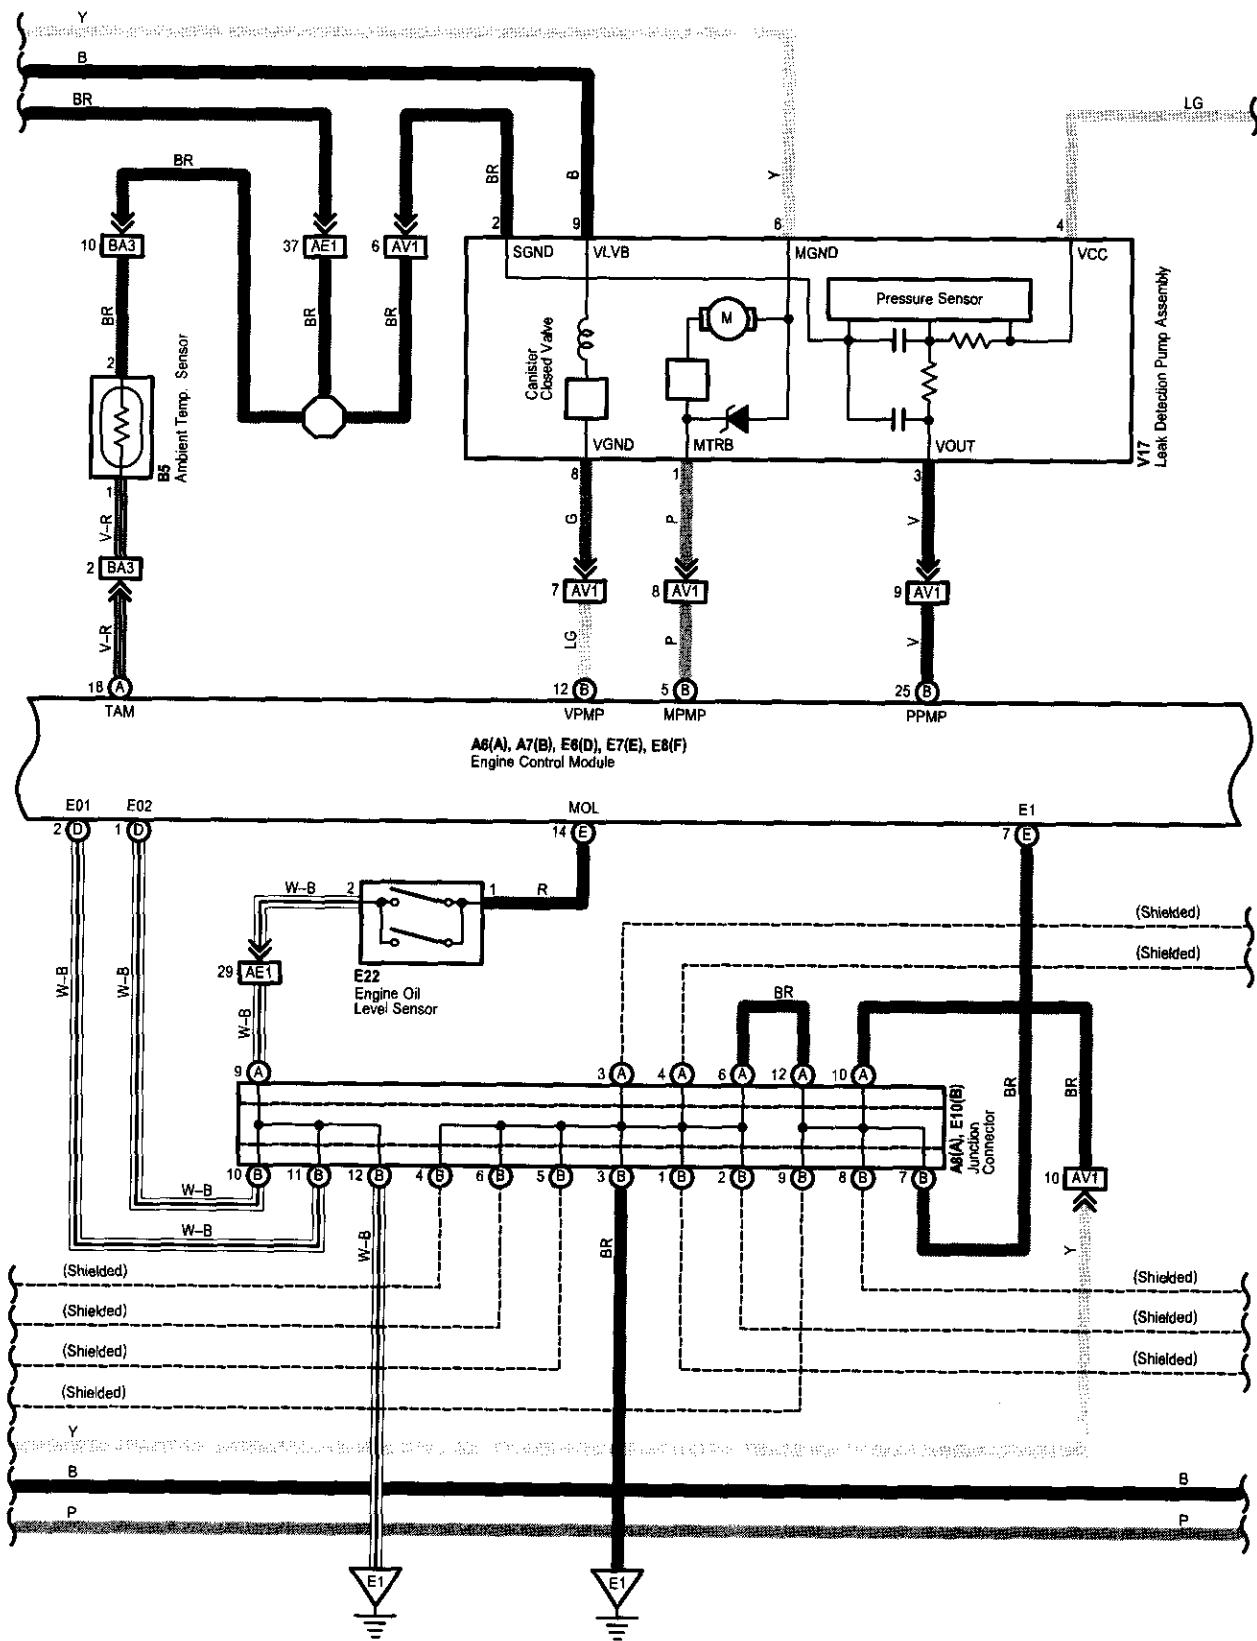 Y
B
BR
LG
BR
BR
B
Y
2 9 6 4
10 BA3
37 AE1
6 AV1
SGND VLVB MGND VCC
Pressure Sensor
M
BR
BR
BR
Canister
Closed Valve
2
B5
Ambient Temp. Sensor
1
VGND MTRB VOUT
V17
Leak Detection Pump Assembly
8 1 3
V-R
G
P
V
2 BA3
7 AV1
8 AV1
9 AV1
V-R
LG
P
V
18 A
12 B
5 B
25 B
TAM VPMP MPMP PPMP
A6(A), A7(B), E6(D), E7(E), E8(F)
Engine Control Module
E01 E02 MOL E1
2 D
1 D
14 E
7 E
W-B 2
1 R
(Shielded)
(Shielded)
W-B
W-B
29 AE1
E22
Engine Oil
Level Sensor
W-B
BR
9 A
3 A
4 A
6 A
12 A
10 A
BR
BR
A8(A), E10(B)
Junction
Connector
10 B
11 B
12 B
4 B
6 B
5 B
3 B
1 B
2 B
9 B
8 B
7 B
10 AV1
W-B
W-B
W-B
BR
Y
(Shielded)
(Shielded)
(Shielded)
(Shielded)
(Shielded)
(Shielded)
(Shielded)
Y
B B
P P
E1 E1